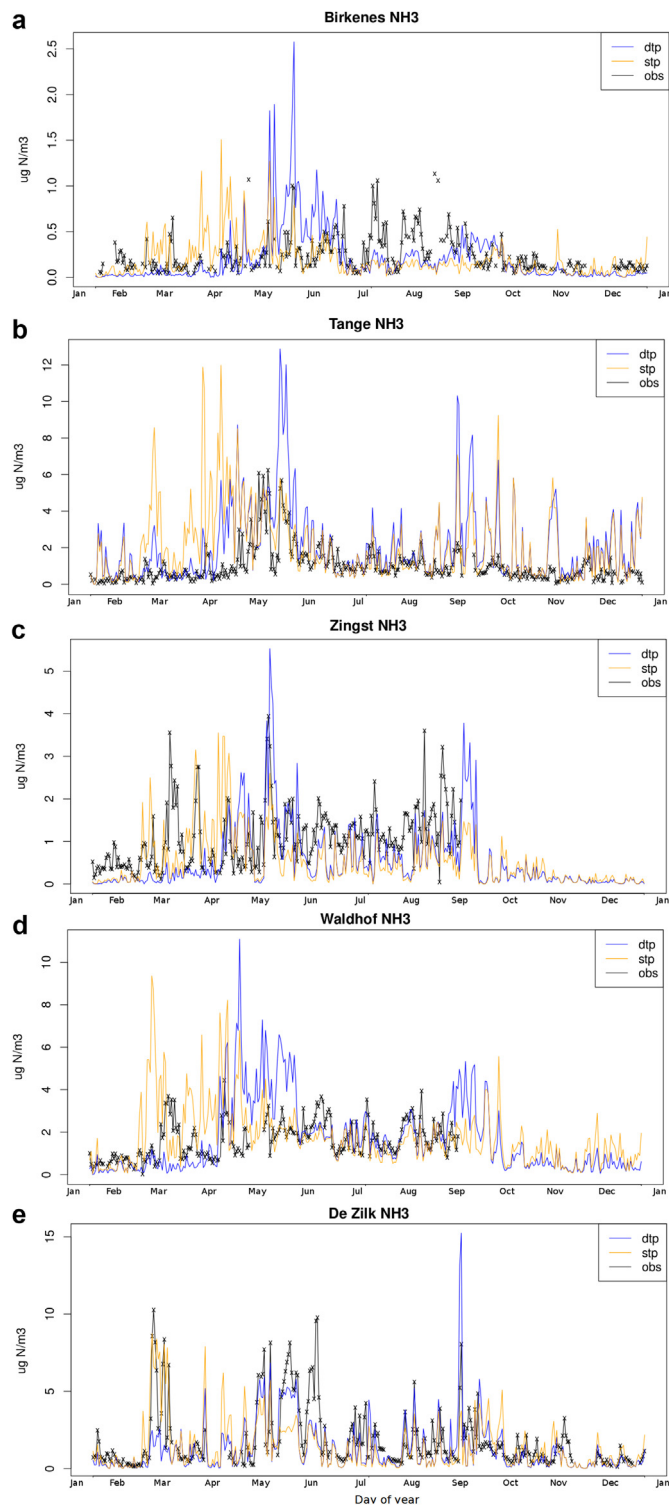 a
Birkenes NH3
ug N/m3
2.5
2.0
1.5
1.0
0.5
0.0
dtp
stp
obs
Jan Feb Mar Apr May Jun Jul Aug Sep Oct Nov Dec Jan
b
Tange NH3
ug N/m3
12
10
8
6
4
2
0
dtp
stp
obs
Jan Feb Mar Apr May Jun Jul Aug Sep Oct Nov Dec Jan
c
Zingst NH3
ug N/m3
5
4
3
2
1
0
dtp
stp
obs
Jan Feb Mar Apr May Jun Jul Aug Sep Oct Nov Dec Jan
d
Waldhof NH3
ug N/m3
10
8
6
4
2
0
dtp
stp
obs
Jan Feb Mar Apr May Jun Jul Aug Sep Oct Nov Dec Jan
e
De Zilk NH3
ug N/m3
15
10
5
0
dtp
stp
obs
Jan Feb Mar Apr May Jun Jul Aug Sep Oct Nov Dec Jan
Day of year